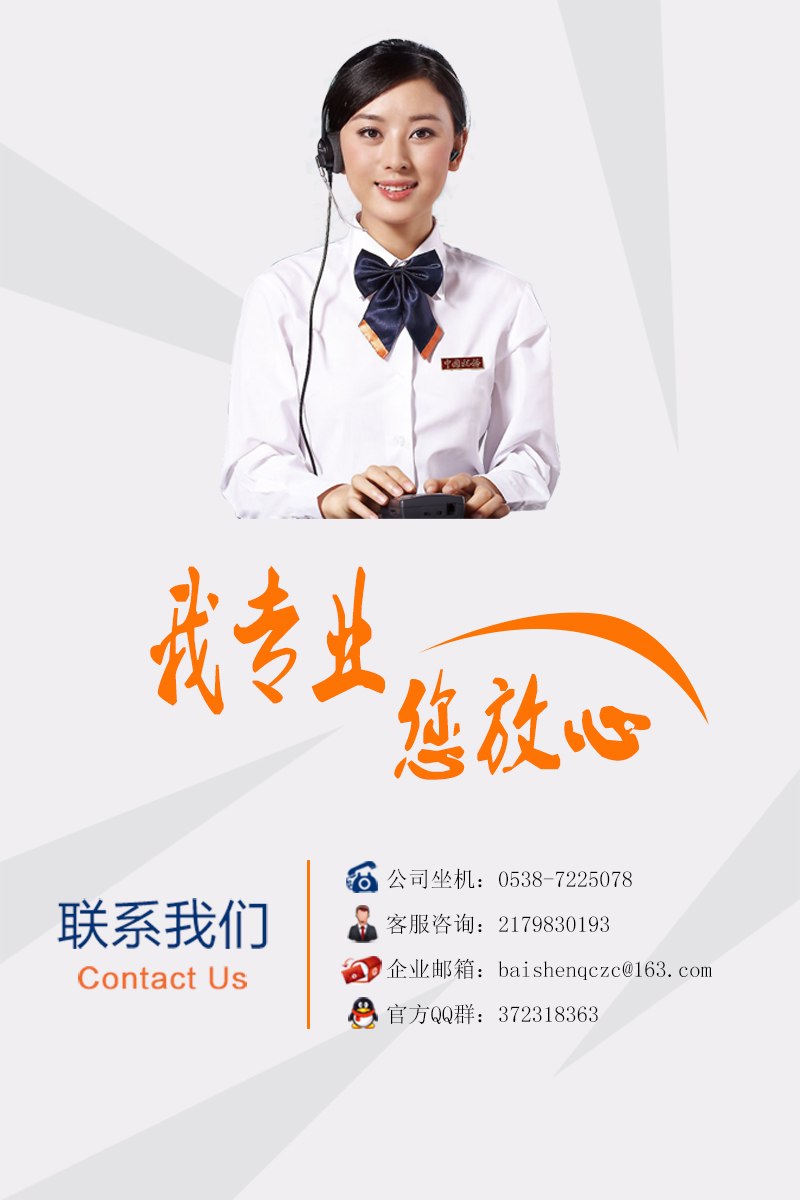 我专业
您放心
联系我们
Contact Us
公司坐机：0538-7225078
客服咨询：2179830193
企业邮箱：baishenqczc@163.com
官方QQ群：372318363